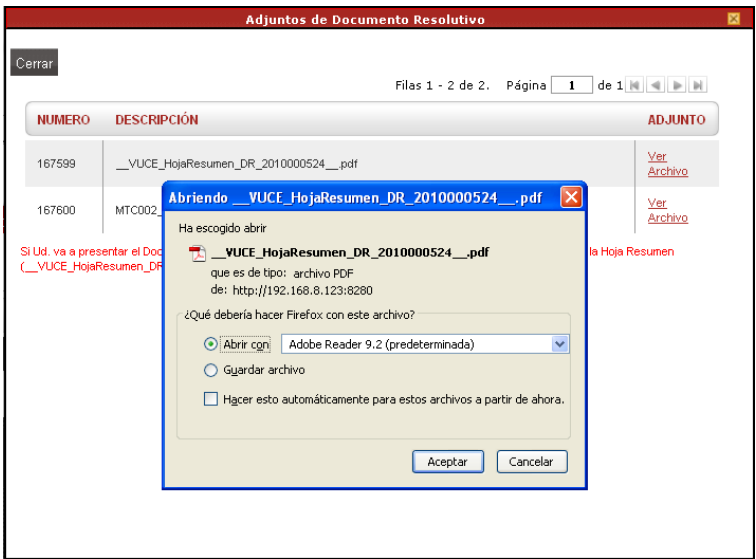 Adjuntos de Documento Resolutivo
Cerrar
Filas 1 - 2 de 2. Página 1 de 1
NUMERO DESCRIPCIÓN ADJUNTO
167599 __VUCE_HojaResumen_DR_2010000524__.pdf Ver
Archivo
167600 MTC002_ Ver
Archivo
Si Ud. va a presentar el Doc la Hoja Resumen
(__VUCE_HojaResumen_DR
Abriendo __VUCE_HojaResumen_DR_2010000524__.pdf
Ha escogido abrir
__VUCE_HojaResumen_DR_2010000524__.pdf
que es de tipo: archivo PDF
de: http://192.168.8.123:8280
¿Qué debería hacer Firefox con este archivo?
Abrir con Adobe Reader 9.2 (predeterminada)
Guardar archivo
Hacer esto automáticamente para estos archivos a partir de ahora.
Aceptar Cancelar